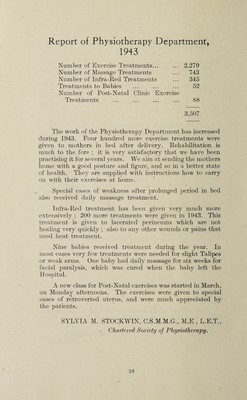 Report of Physiotherapy Department,
1943
Number of Exercise Treatments... ... 2,279
Number of Massage Treatments ... 743
Number of Infra-Red Treatments ... 345
Treatments to Babies ... ... ... 52
Number of Post-Natal Clinic Exercise
Treatments ... ... ... ... 88
3,507
The work of the Physiotherapy Department has increased
during 1943. Four hundred more exercise treatments were
given to mothers in bed after delivery. Rehabilitation is
much to the fore ; it is very satisfactory that we have been
practising it for several years. We aim at sending the mothers
home with a good posture and figure, and so in a better state
of health. They are supplied with instructions how to carry
on with their exercises at home.
Special cases of weakness after prolonged period in bed
also received daily massage treatment.
Infra-Red treatment has been given very much more
extensively ; 200 more treatments were given in 1943. This
treatment is given to lacerated perineums which are not
healing very quickly ; also to any other wounds or pains that
need heat treatment.
Nine babies received treatment during the year. In
most cases very few treatments were needed for slight Talipes
or weak arms. One baby had daily massage for six weeks for
facial paralysis, which was cured when the baby left the
Hospital.
A new class for Post-Natal exercises was started in March,
on Monday afternoons. The exercises were given to special
cases of retroverted uterus, and were much appreciated by
the patients.
SYLVIA M. STOCKWIN, C.S.M.M.G., M.E., L.E.T.,
Chartered Society of Physiotherapy.
39